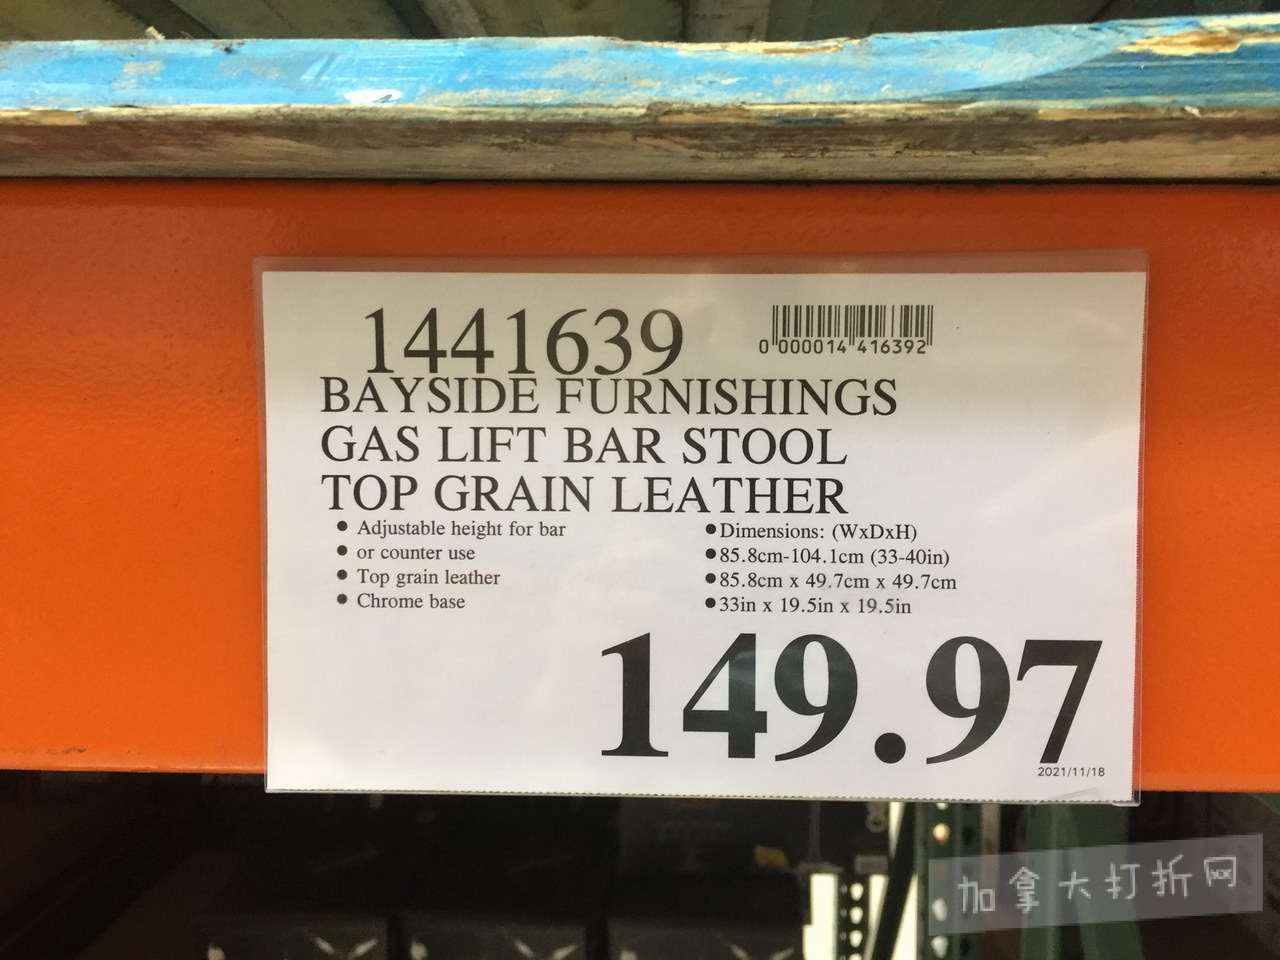 1441639
0 000014 416392
BAYSIDE FURNISHINGS
GAS LIFT BAR STOOL
TOP GRAIN LEATHER
● Adjustable height for bar
● or counter use
● Top grain leather
● Chrome base
●Dimensions: (WxDxH)
●85.8cm-104.1cm (33-40in)
●85.8cm x 49.7cm x 49.7cm
●33in x 19.5in x 19.5in
149.97
2021/11/18
加拿大打折网